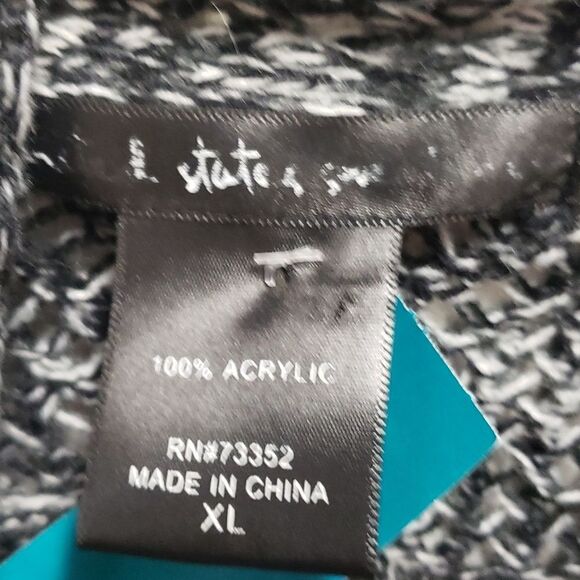 state &
100% ACRYLIC
RN#73352
MADE IN CHINA
XL